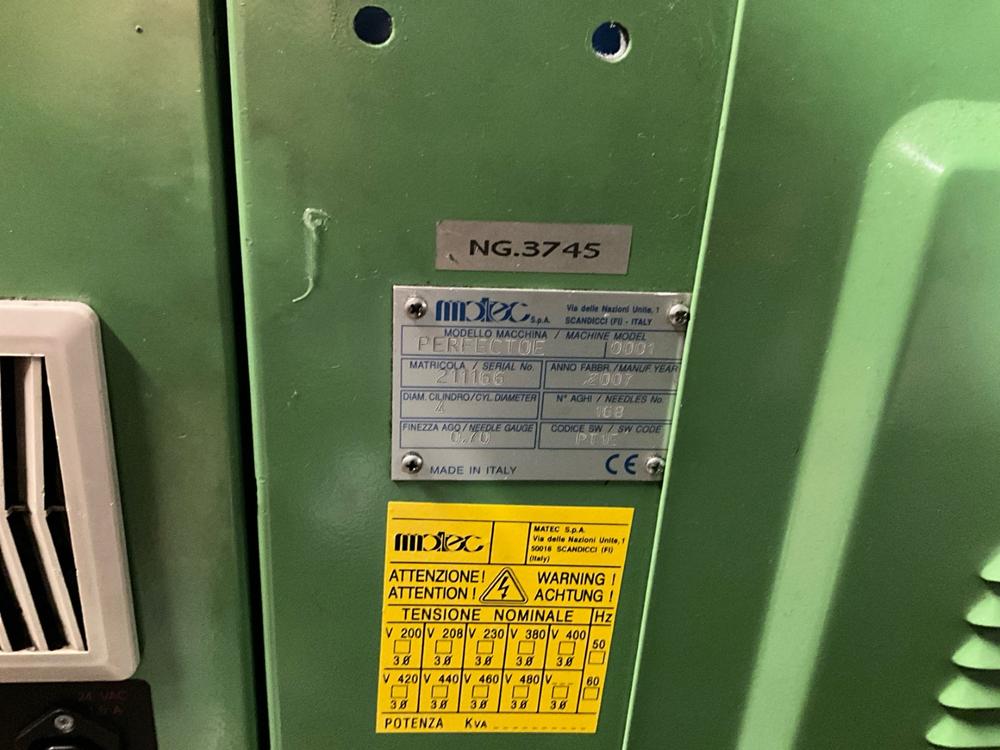 NG.3745
matec S.p.A.
Via delle Nazioni Unite, 1
SCANDICCI (FI) - ITALY
MODELLO MACCHINA / MACHINE MODEL
PERFECTOE 0001
MATRICOLA / SERIAL No.
211166
ANNO FABBR. / MANUF. YEAR
2007
DIAM. CILINDRO/CYL. DIAMETER
4
N° AGHI / NEEDLES No.
168
FINEZZA AGO / NEEDLE GAUGE
0.70
CODICE SW / SW CODE
MADE IN ITALY
CE
matec
MATEC S.p.A.
Via delle Nazioni Unite, 1
50018 SCANDICCI (FI)
(Italy)
ATTENZIONE! WARNING !
ATTENTION ! ACHTUNG !
TENSIONE NOMINALE Hz
V 200 V 208 V 230 V 380 V 400 50
3Ø 3Ø 3Ø 3Ø 3Ø
V 420 V 440 V 460 V 480 V___ 60
3Ø 3Ø 3Ø 3Ø 3Ø
POTENZA KVA
24 VAC